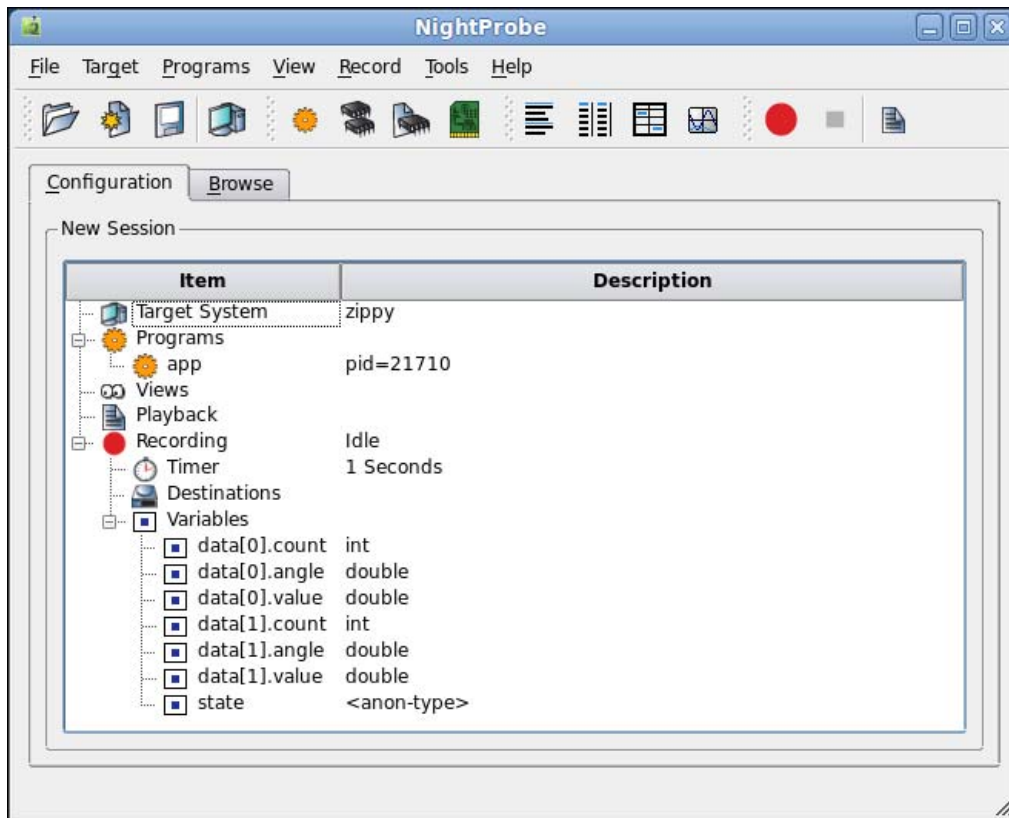 NightProbe
File Target Programs View Record Tools Help
Configuration Browse
New Session
Item Description
Target System zippy
Programs
app pid=21710
Views
Playback
Recording Idle
Timer 1 Seconds
Destinations
Variables
data[0].count int
data[0].angle double
data[0].value double
data[1].count int
data[1].angle double
data[1].value double
state <anon-type>